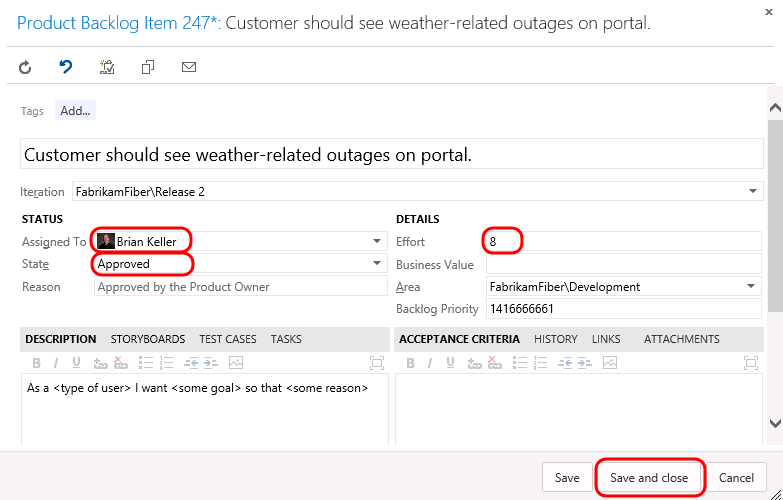 Product Backlog Item 247*: Customer should see weather-related outages on portal.
Tags Add...
Customer should see weather-related outages on portal.
Iteration FabrikamFiber\Release 2
STATUS
Assigned To Brian Keller
State Approved
Reason Approved by the Product Owner
DETAILS
Effort 8
Business Value
Area FabrikamFiber\Development
Backlog Priority 1416666661
DESCRIPTION STORYBOARDS TEST CASES TASKS
B I U
As a <type of user> I want <some goal> so that <some reason>
ACCEPTANCE CRITERIA HISTORY LINKS ATTACHMENTS
B I U
Save Save and close Cancel